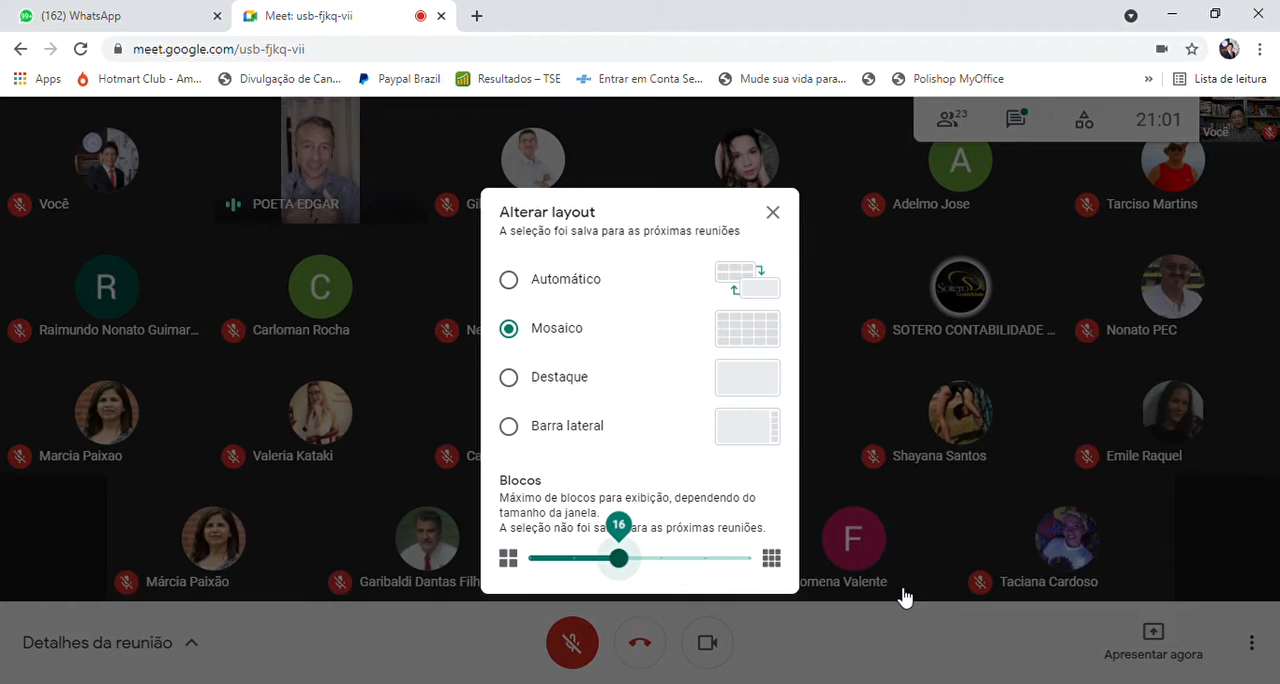 (162) WhatsApp
Meet: usb-fjkq-vii
meet.google.com/usb-fjkq-vii
Apps
Hotmart Club - Am...
Divulgação de Can...
Paypal Brazil
Resultados – TSE
Entrar em Conta Se...
Mude sua vida para...
Polishop MyOffice
»
Lista de leitura
23
21:01
Você
Você
POETA EDGAR
Gil
A
Adelmo Jose
Tarciso Martins
Alterar layout
A seleção foi salva para as próximas reuniões
Automático
Mosaico
Destaque
Barra lateral
Blocos
Máximo de blocos para exibição, dependendo do
tamanho da janela.
A seleção não foi sa ara as próximas reuniões.
16
R
Raimundo Nonato Guimar...
C
Carloman Rocha
Ne
Sotero
SOTERO CONTABILIDADE ...
Nonato PEC
Marcia Paixao
Valeria Kataki
Ca
Shayana Santos
Emile Raquel
Márcia Paixão
Garibaldi Dantas Filh
F
omena Valente
Taciana Cardoso
Detalhes da reunião
Apresentar agora